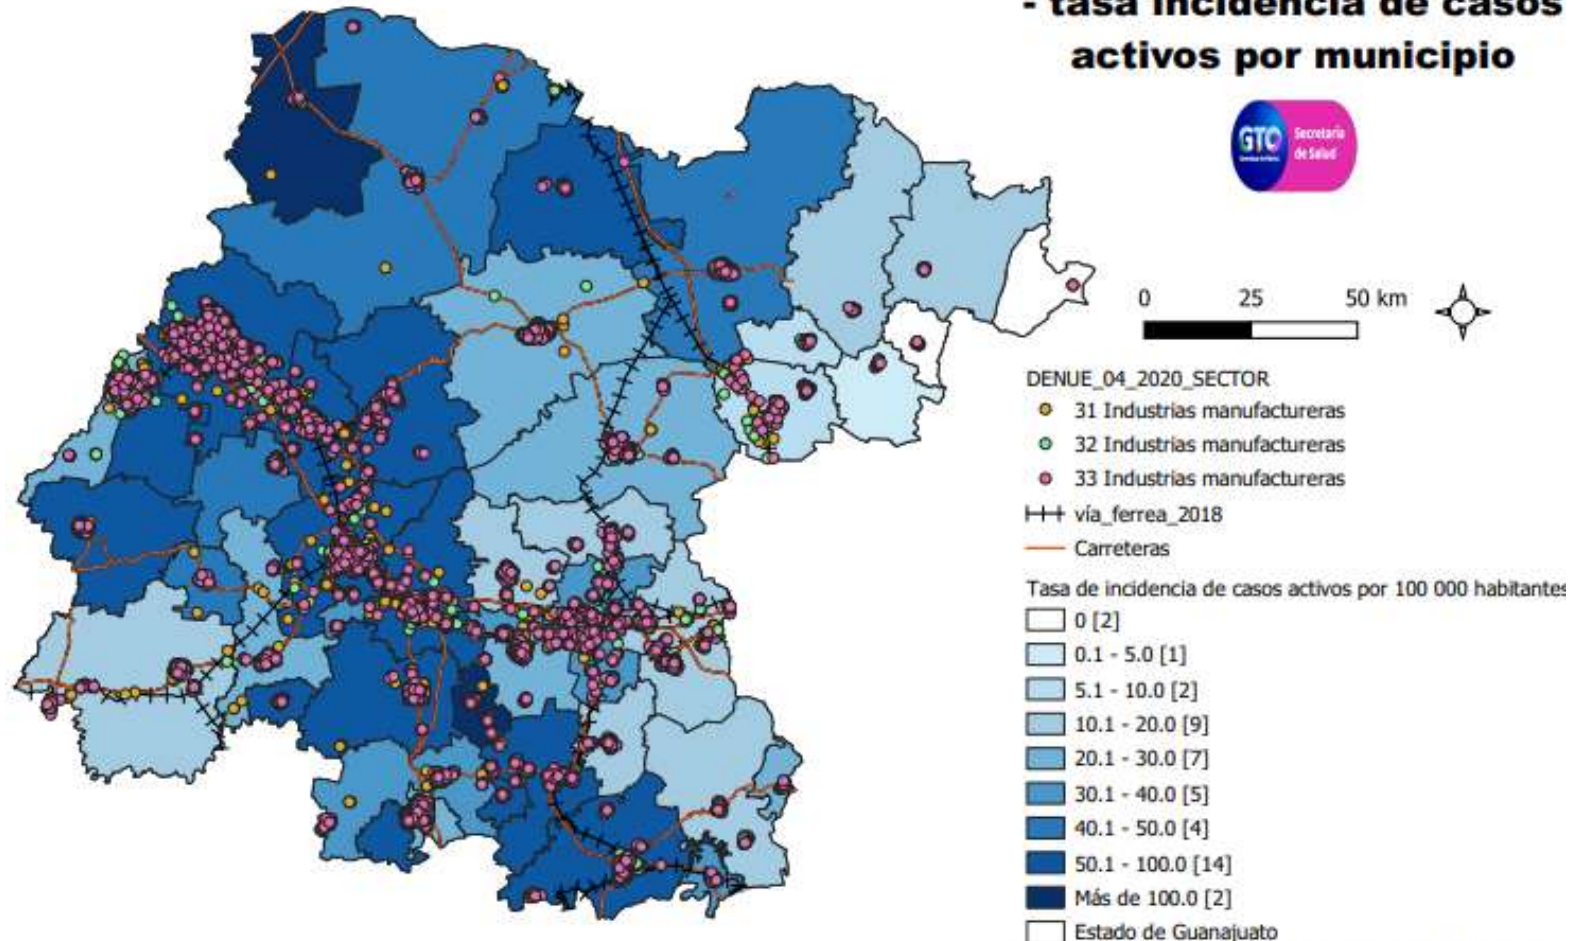 - tasa incidencia de casos
activos por municipio
GTO
Secretaría
de Salud
0 25 50 km
DENUE_04_2020_SECTOR
31 Industrias manufactureras
32 Industrias manufactureras
33 Industrias manufactureras
vía_ferrea_2018
Carreteras
Tasa de incidencia de casos activos por 100 000 habitantes
0 [2]
0.1 - 5.0 [1]
5.1 - 10.0 [2]
10.1 - 20.0 [9]
20.1 - 30.0 [7]
30.1 - 40.0 [5]
40.1 - 50.0 [4]
50.1 - 100.0 [14]
Más de 100.0 [2]
Estado de Guanajuato